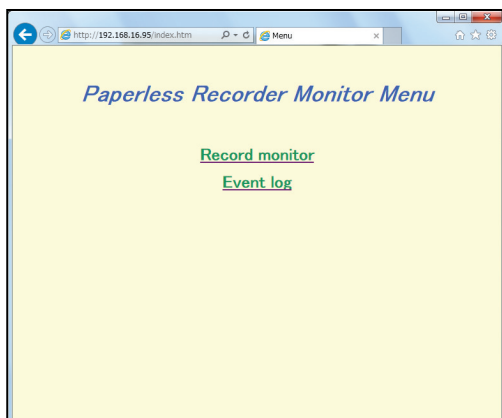 http://192.168.16.95/index.htm
Menu
Paperless Recorder Monitor Menu
Record monitor
Event log